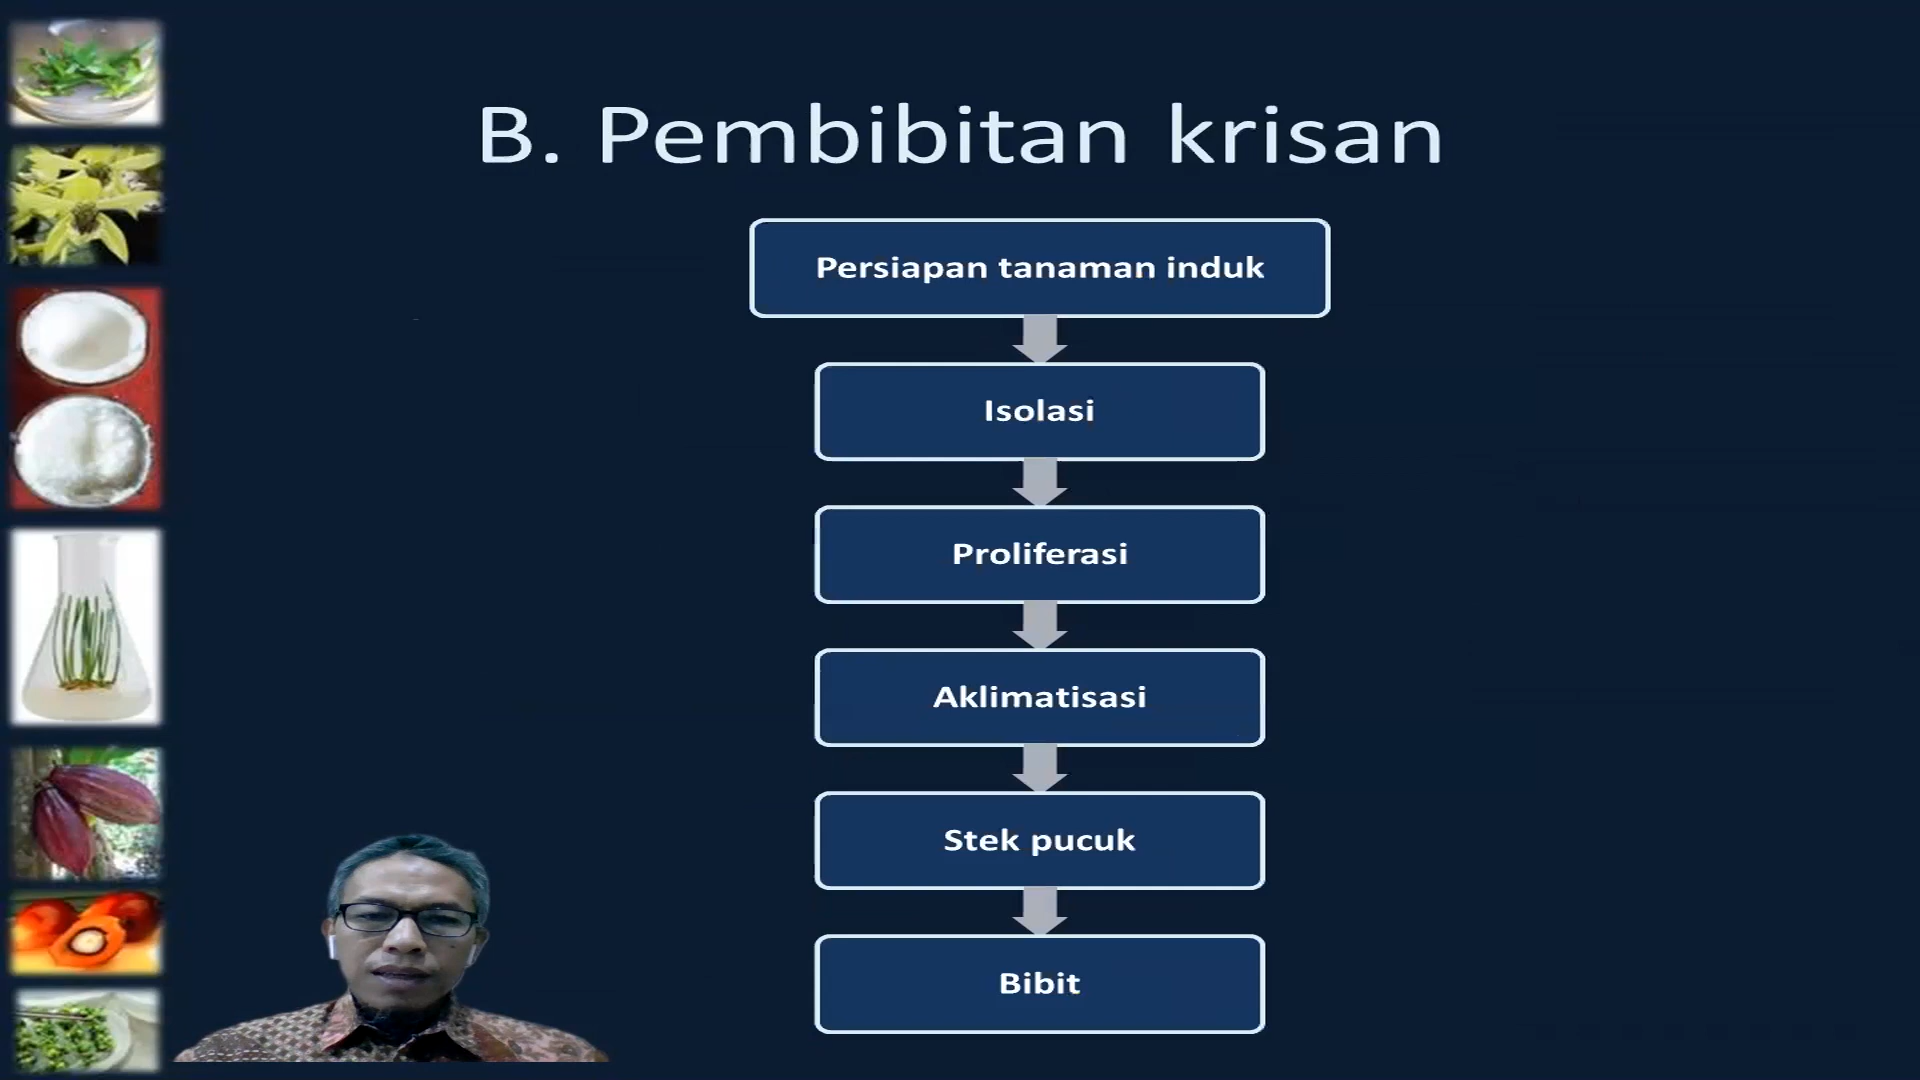 B. Pembibitan krisan
Persiapan tanaman induk
Isolasi
Proliferasi
Aklimatisasi
Stek pucuk
Bibit